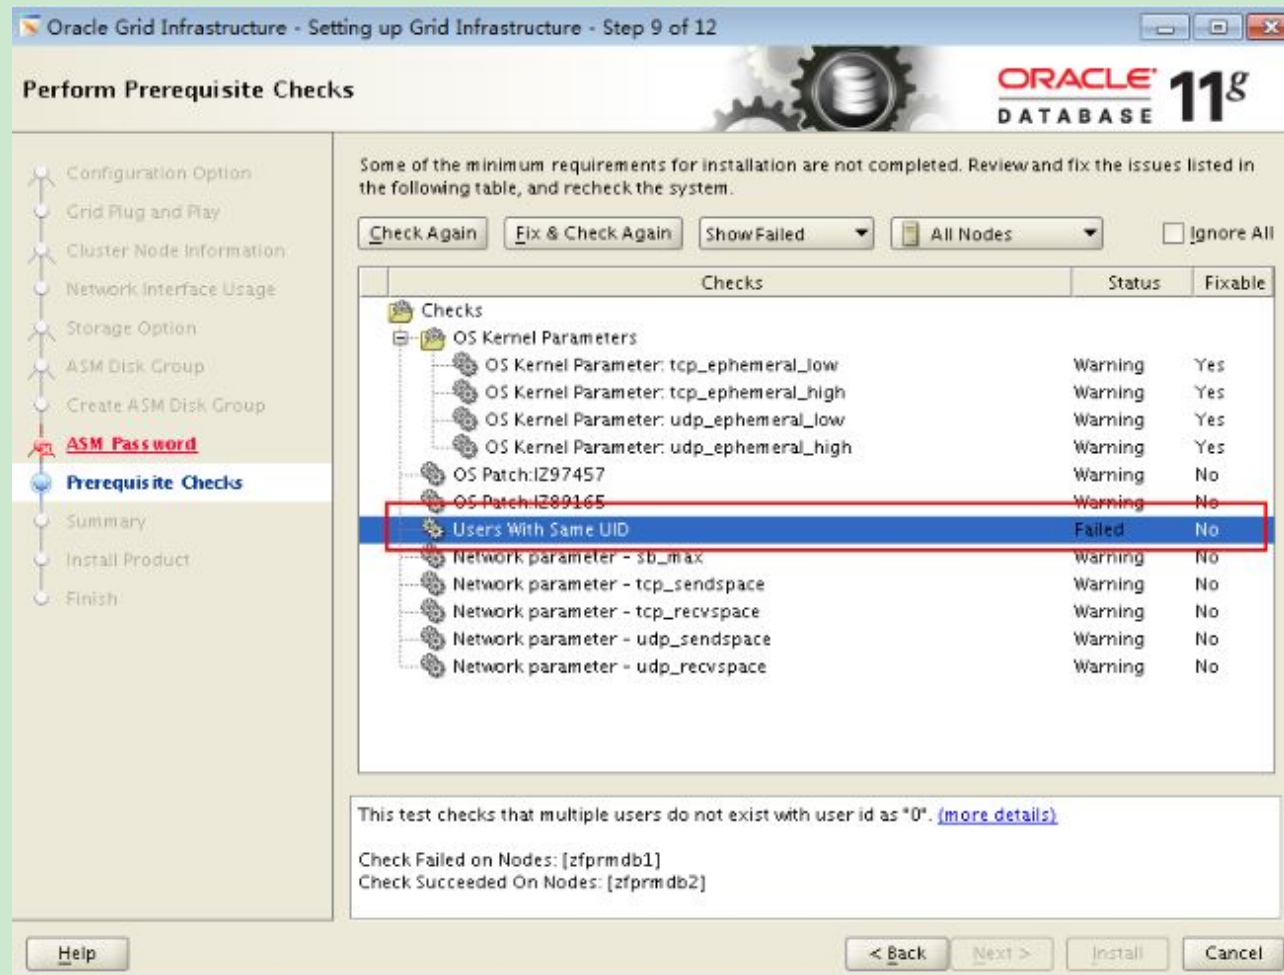 Oracle Grid Infrastructure - Setting up Grid Infrastructure - Step 9 of 12
Perform Prerequisite Checks
ORACLE DATABASE 11g
Configuration Option
Grid Plug and Play
Cluster Node Information
Network Interface Usage
Storage Option
ASM Disk Group
Create ASM Disk Group
ASM Password
Prerequisite Checks
Summary
Install Product
Finish
Some of the minimum requirements for installation are not completed. Review and fix the issues listed in
the following table, and recheck the system.
Check Again Fix & Check Again Show Failed All Nodes Ignore All
Checks Status Fixable
Checks
OS Kernel Parameters
OS Kernel Parameter: tcp_ephemeral_low Warning Yes
OS Kernel Parameter: tcp_ephemeral_high Warning Yes
OS Kernel Parameter: udp_ephemeral_low Warning Yes
OS Kernel Parameter: udp_ephemeral_high Warning Yes
OS Patch:IZ97457 Warning No
OS Patch:IZ89165 Warning No
Users With Same UID Failed No
Network parameter - sb_max Warning No
Network parameter - tcp_sendspace Warning No
Network parameter - tcp_recvspace Warning No
Network parameter - udp_sendspace Warning No
Network parameter - udp_recvspace Warning No
This test checks that multiple users do not exist with user id as "0". (more details)
Check Failed on Nodes: [zfprmdb1]
Check Succeeded On Nodes: [zfprmdb2]
Help < Back Next > Install Cancel